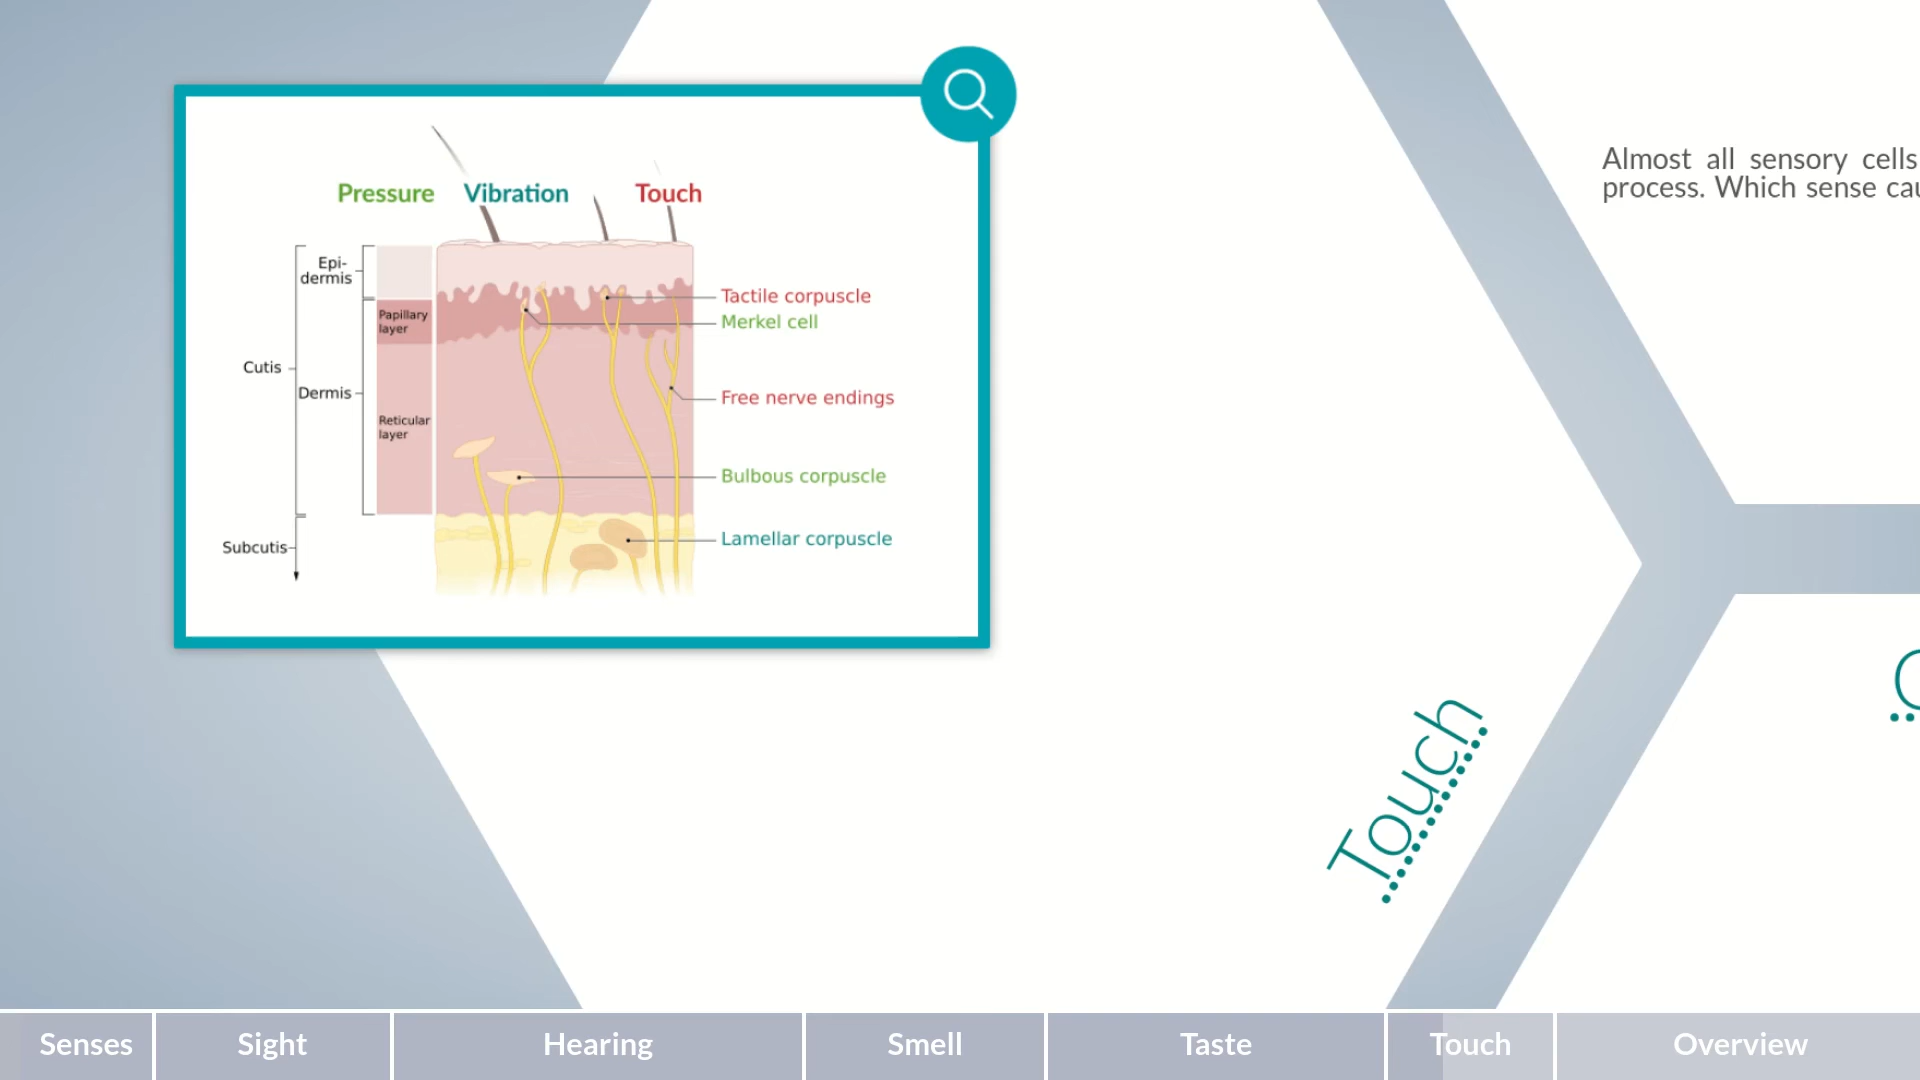 Pressure Vibration Touch
Epi-
dermis
Papillary
layer
Cutis
Dermis
Reticular
layer
Subcutis
Tactile corpuscle
Merkel cell
Free nerve endings
Bulbous corpuscle
Lamellar corpuscle
Almost all sensory cells
process. Which sense
Touch
Senses Sight Hearing Smell Taste Touch Overview